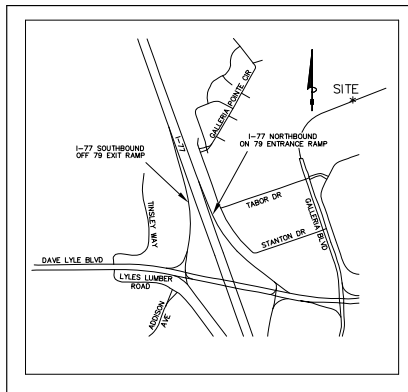 SITE
GALLERIA POINTE CIR
I-77 SOUTHBOUND
OFF 79 EXIT RAMP
I-77
I-77 NORTHBOUND
ON 79 ENTRANCE RAMP
TABOR DR
GALLERIA BLVD
STANTON DR
TINSLEY WAY
DAVE LYLE BLVD
LYLES LUMBER
ROAD
ADDISON
AVE